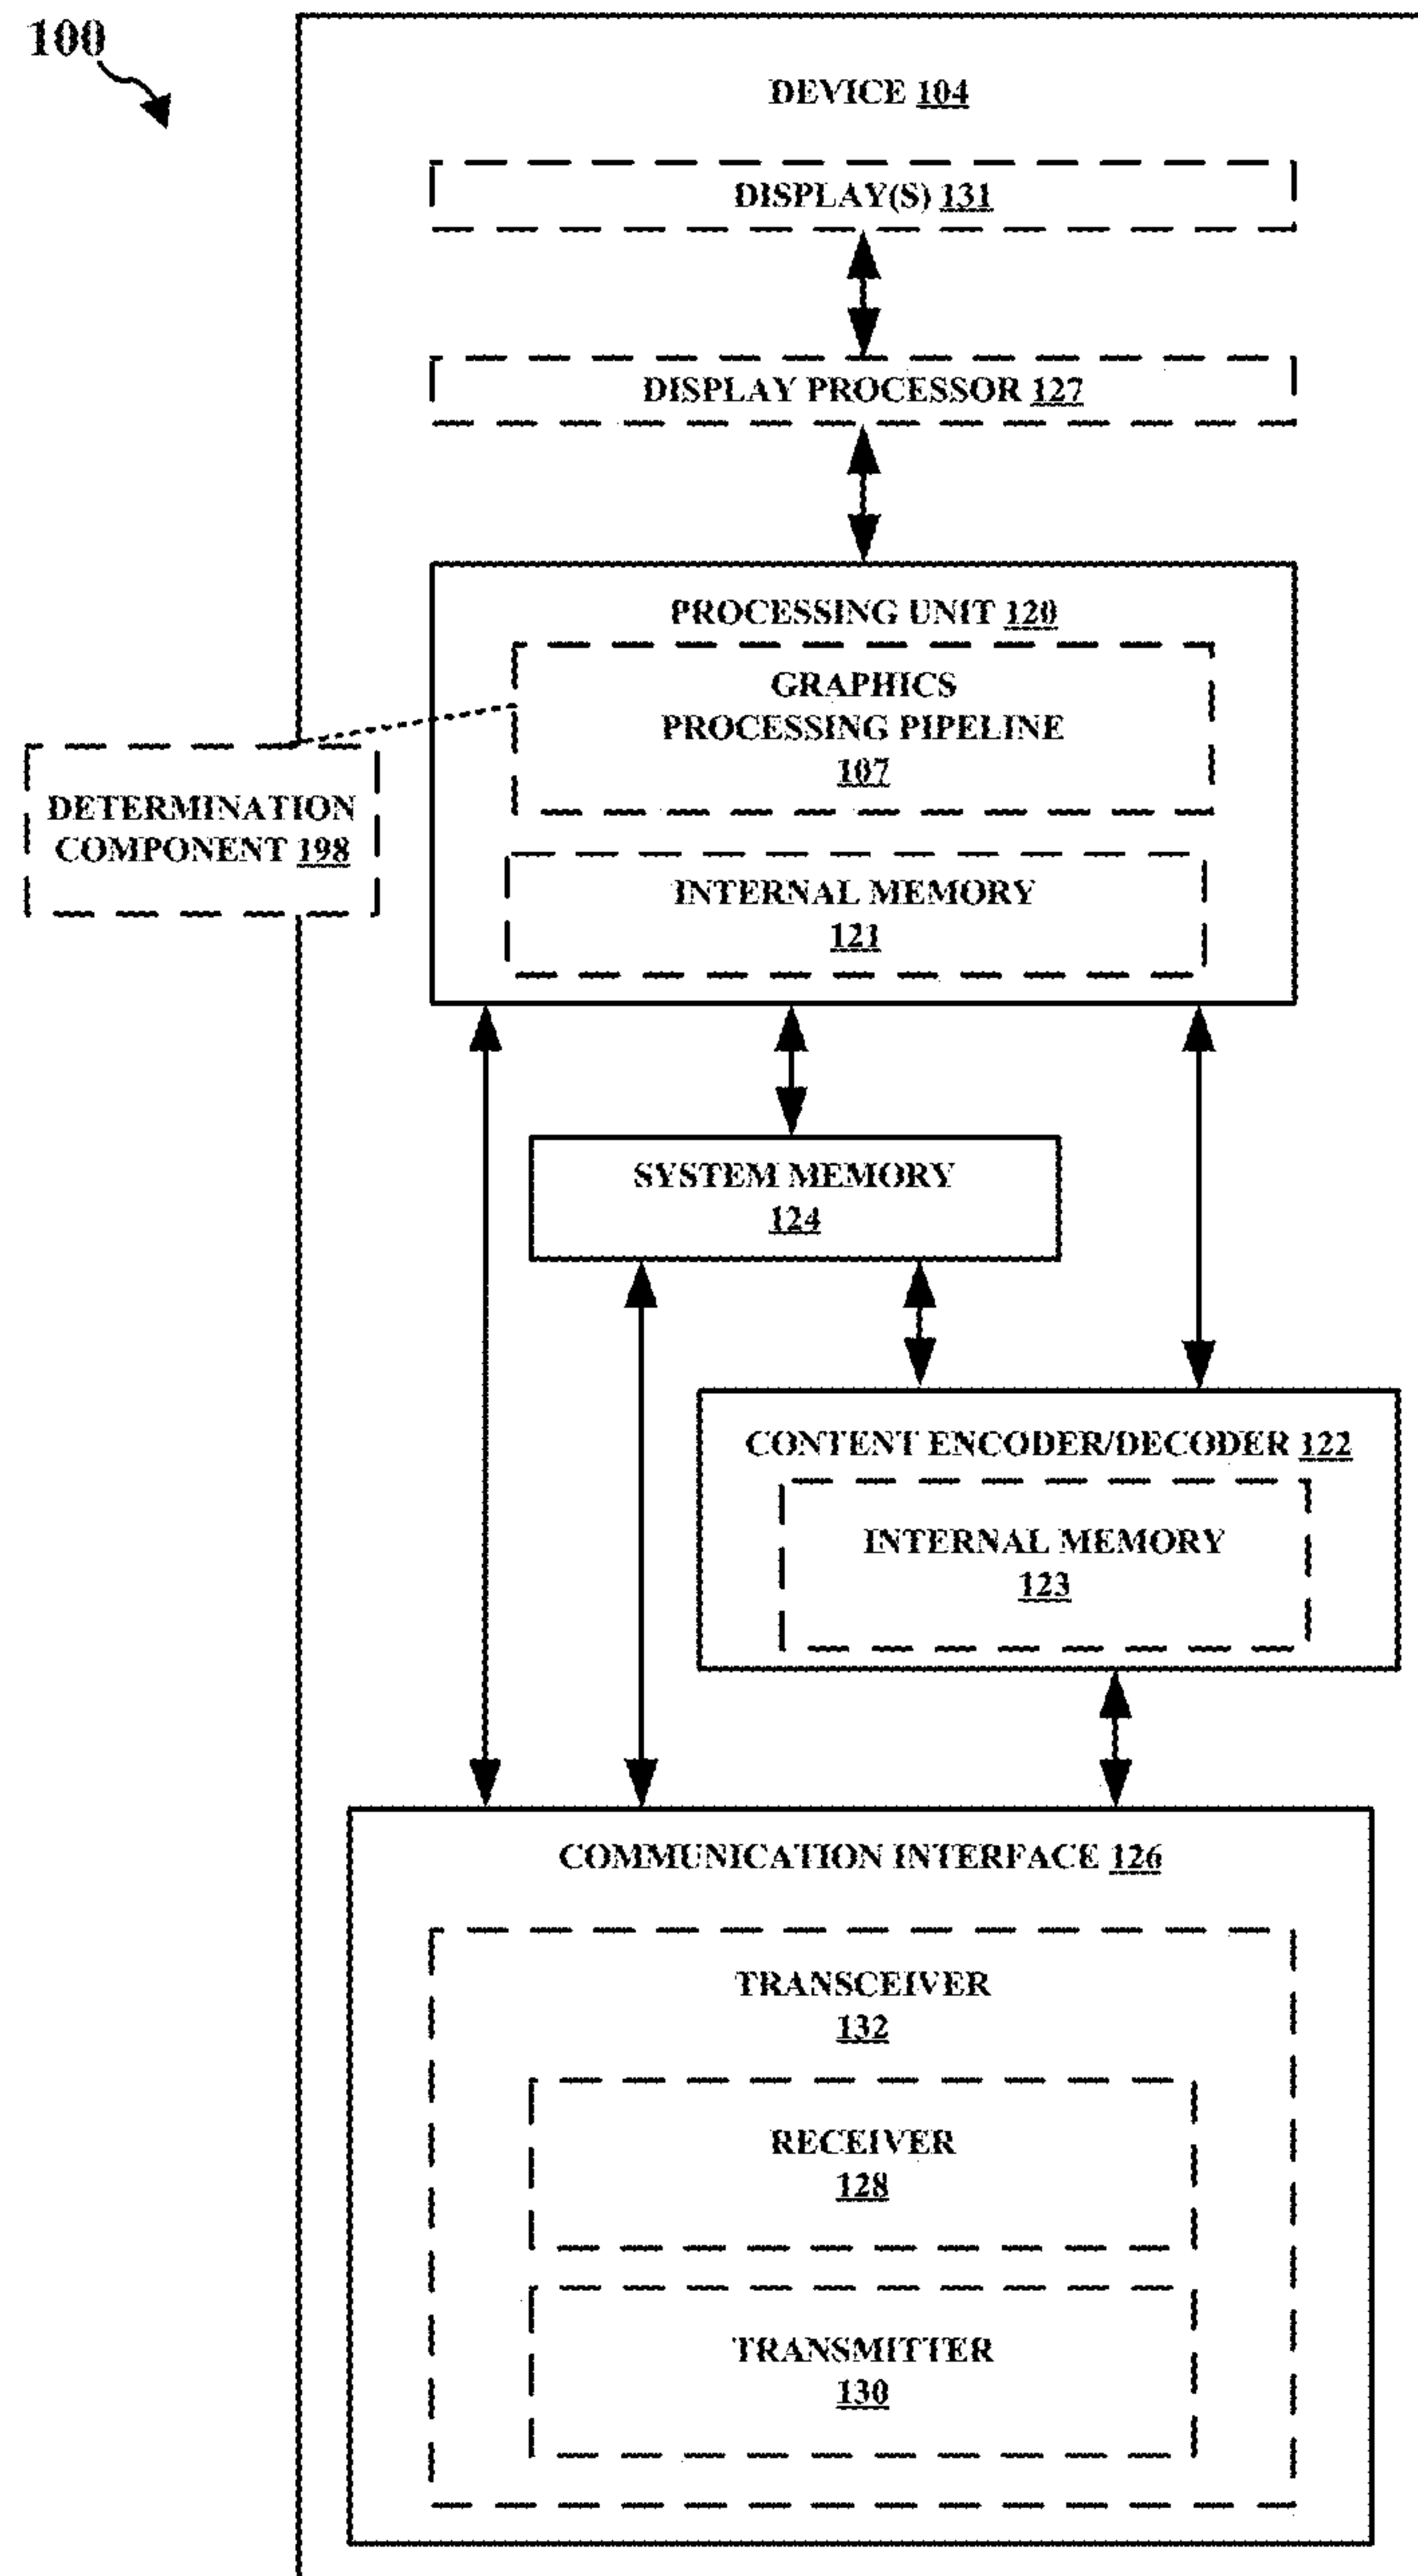 100
DEVICE 104
DISPLAY(S) 131
DISPLAY PROCESSOR 127
PROCESSING UNIT 120
GRAPHICS
PROCESSING PIPELINE
107
DETERMINATION
COMPONENT 198
INTERNAL MEMORY
121
SYSTEM MEMORY
124
CONTENT ENCODER/DECODER 122
INTERNAL MEMORY
123
COMMUNICATION INTERFACE 126
TRANSCEIVER
132
RECEIVER
128
TRANSMITTER
130